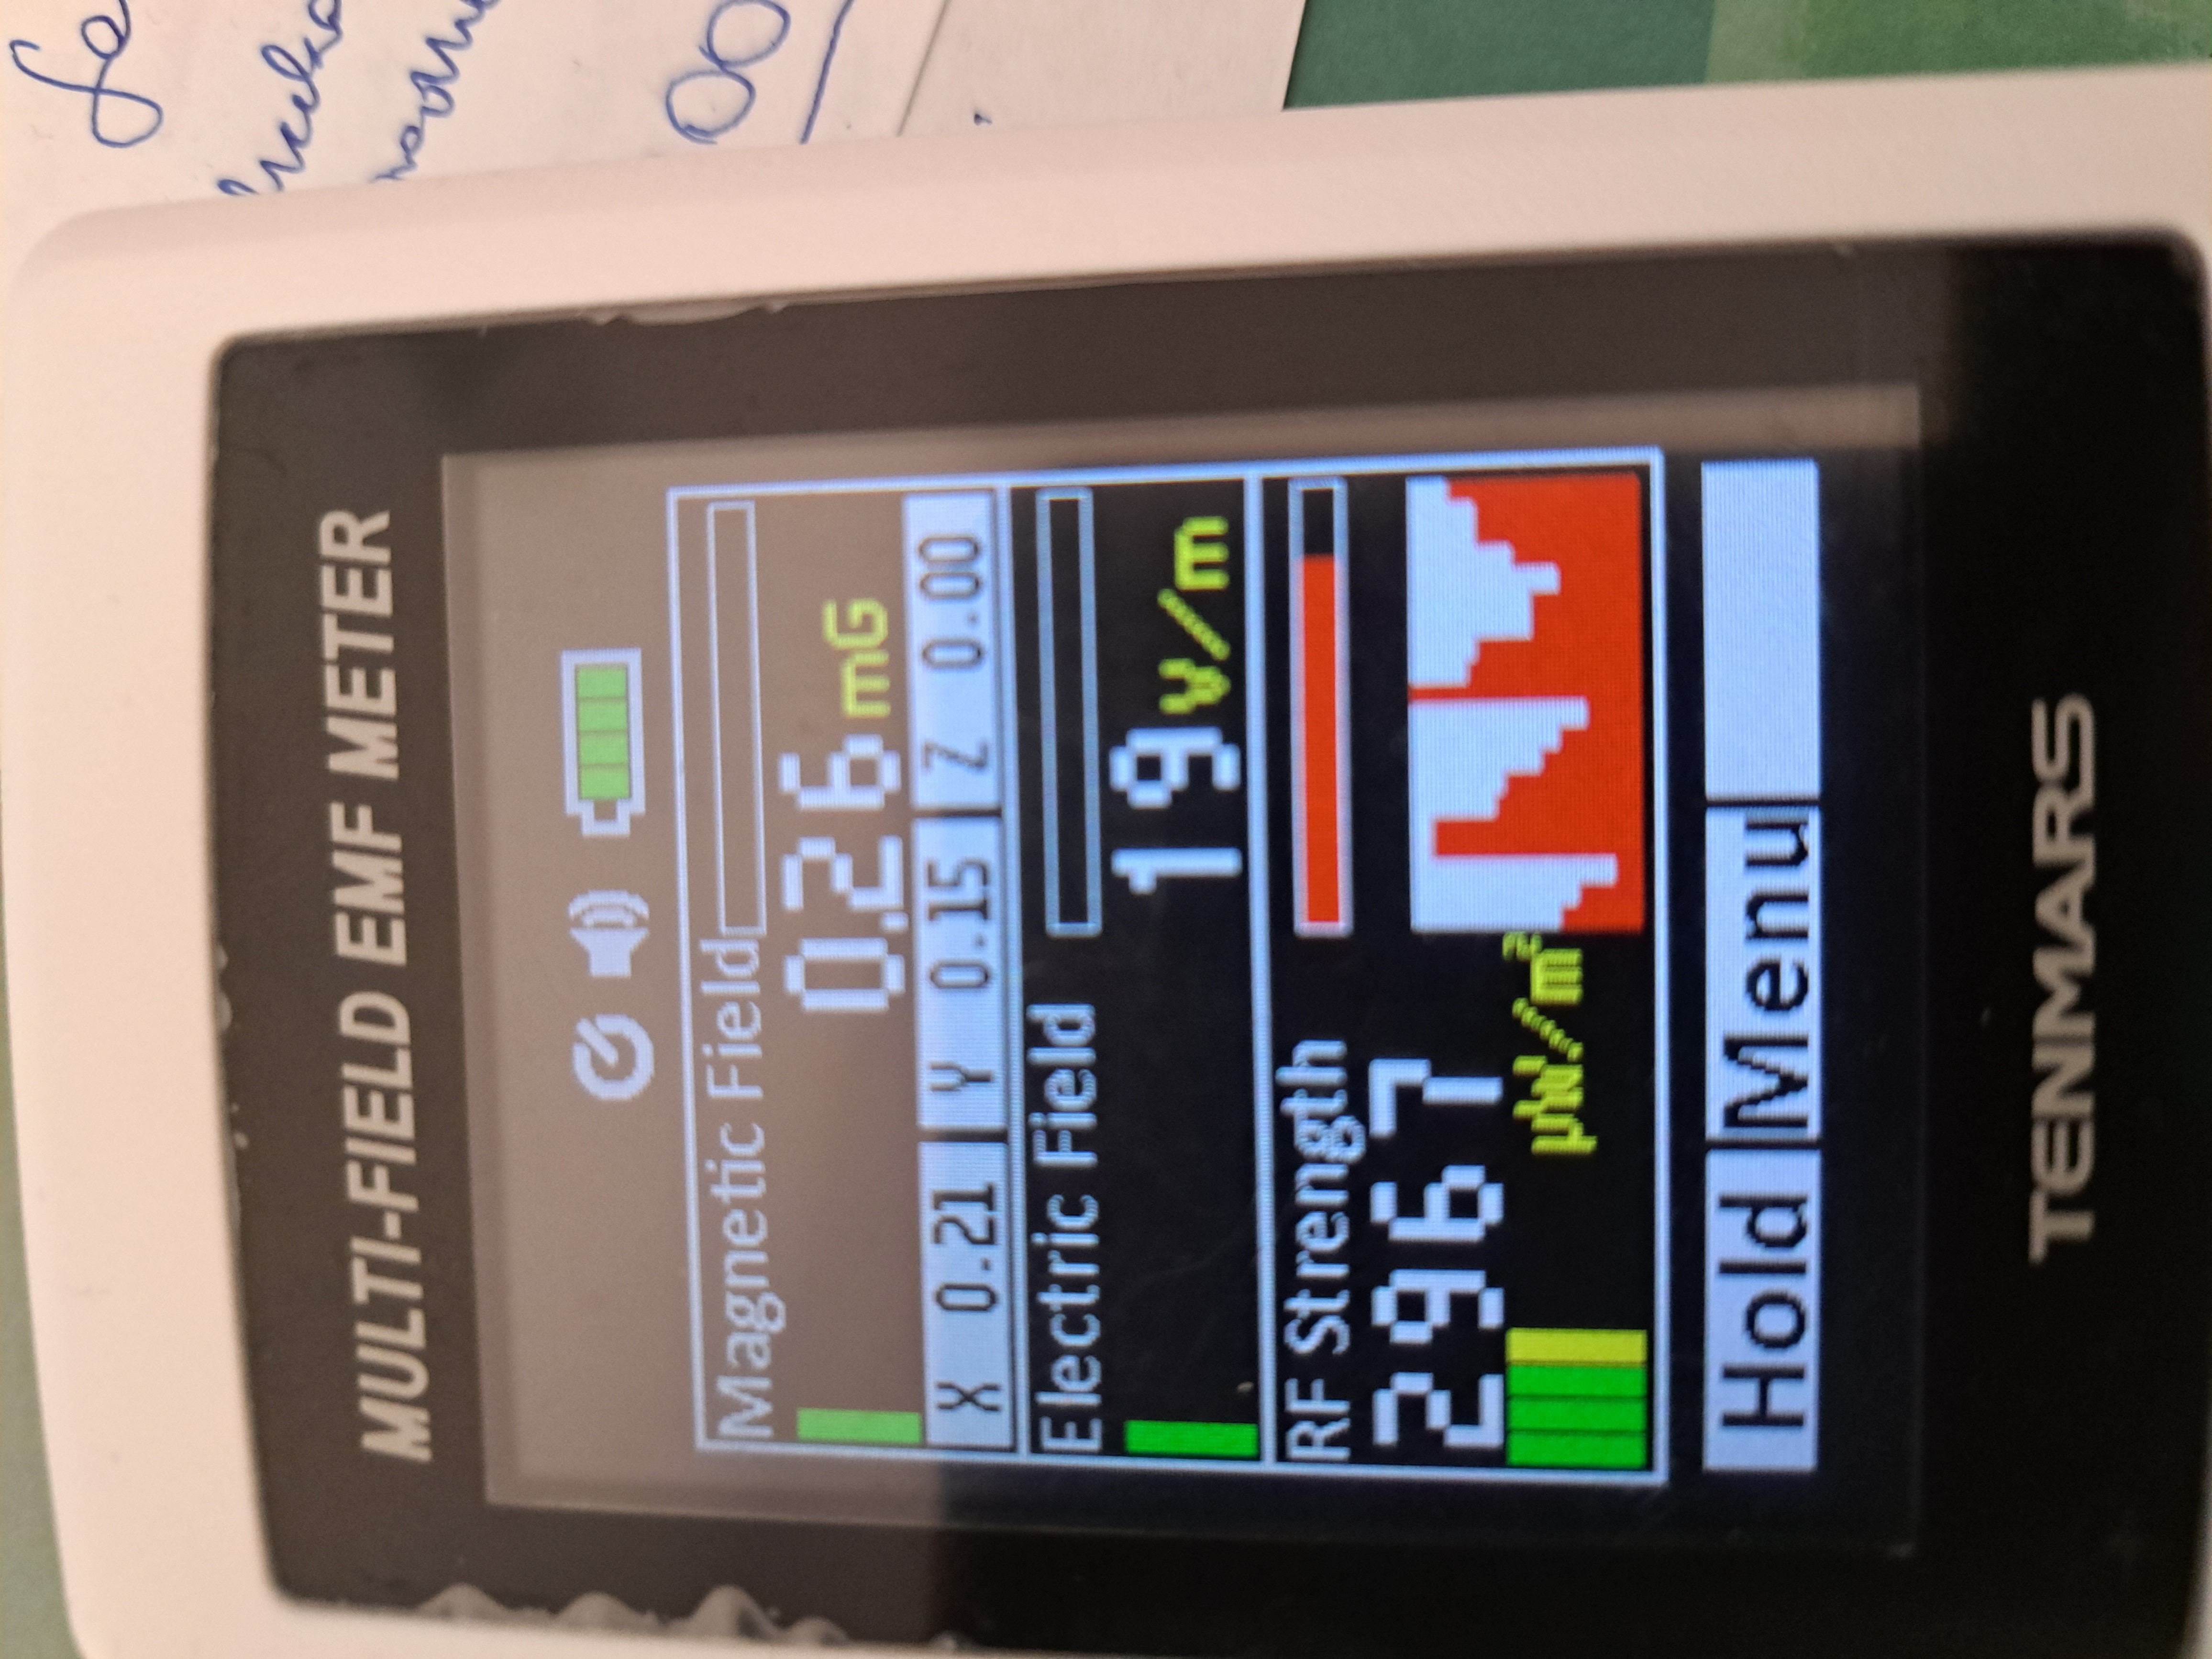 MULTI-FIELD EMF METER
Magnetic Field
0.26 mG
X 0.21 Y 0.15 Z 0.00
Electric Field
19 V/m
RF Strength
2967
µW/m²
Hold Menu
TENMARS